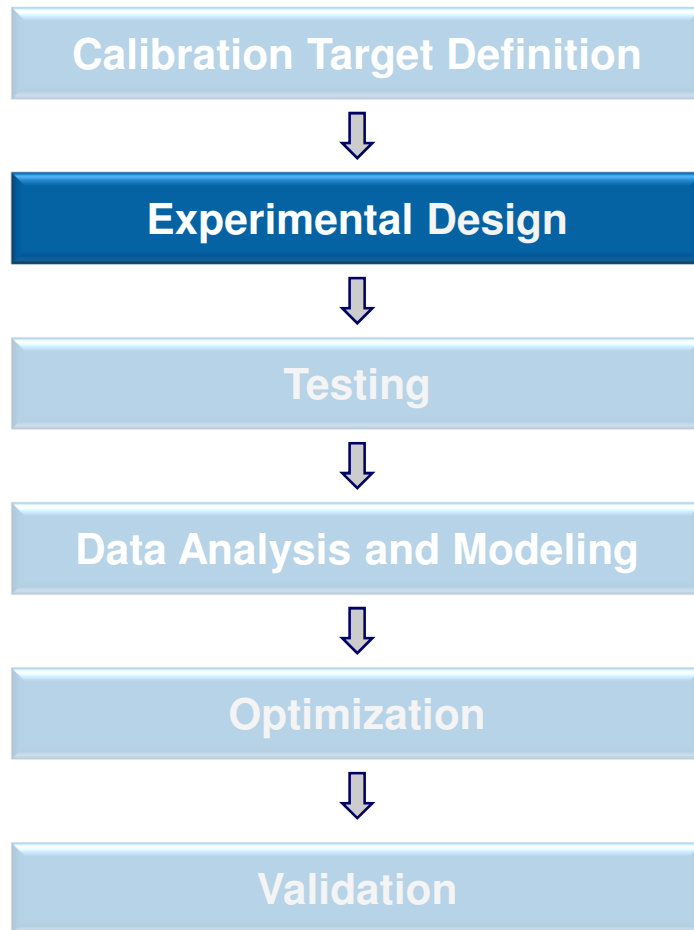 Calibration Target Definition
Experimental Design
Testing
Data Analysis and Modeling
Optimization
Validation